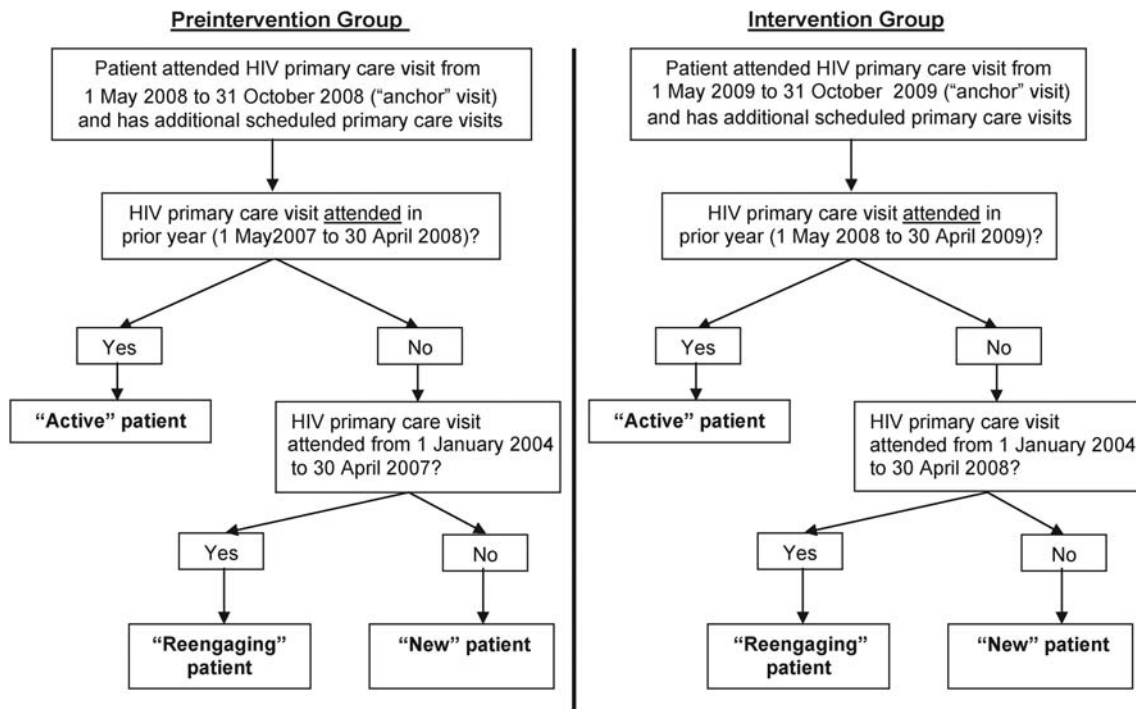 Preintervention Group
Patient attended HIV primary care visit from
1 May 2008 to 31 October 2008 (“anchor” visit)
and has additional scheduled primary care visits
HIV primary care visit attended in
prior year (1 May2007 to 30 April 2008)?
Yes
No
“Active” patient
HIV primary care visit
attended from 1 January 2004
to 30 April 2007?
Yes
No
“Reengaging”
patient
“New” patient
Intervention Group
Patient attended HIV primary care visit from
1 May 2009 to 31 October 2009 (“anchor” visit)
and has additional scheduled primary care visits
HIV primary care visit attended in
prior year (1 May 2008 to 30 April 2009)?
Yes
No
“Active” patient
HIV primary care visit
attended from 1 January 2004
to 30 April 2008?
Yes
No
“Reengaging”
patient
“New” patient